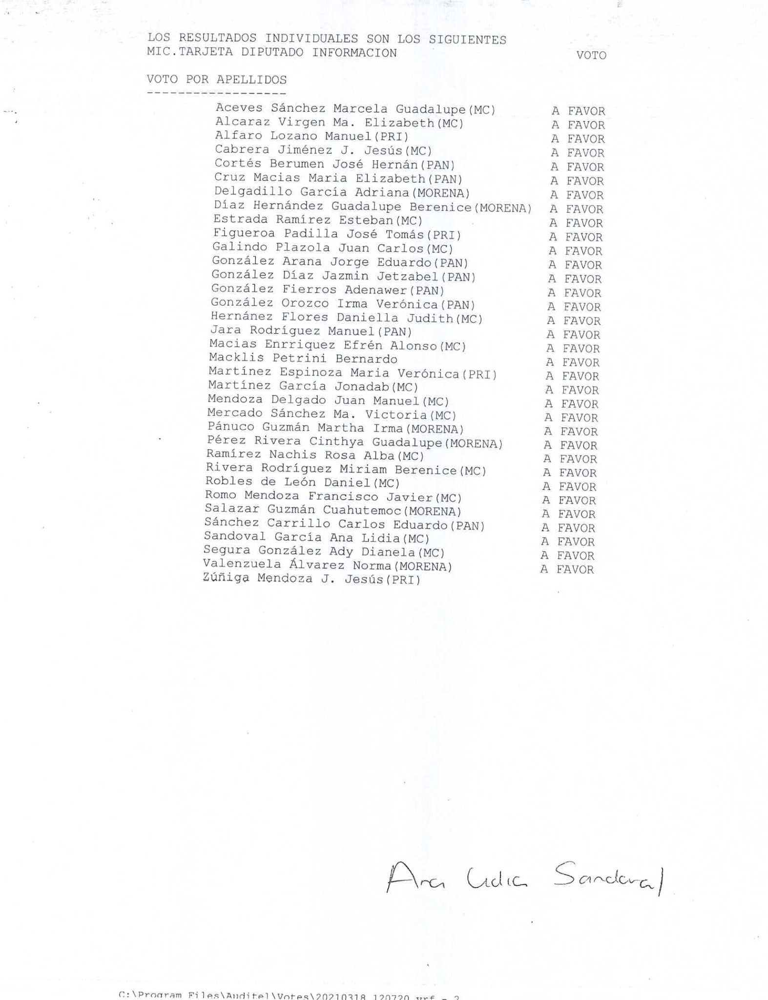 LOS RESULTADOS INDIVIDUALES SON LOS SIGUIENTES
MIC.TARJETA DIPUTADO INFORMACION VOTO
VOTO POR APELLIDOS
------------------
Aceves Sánchez Marcela Guadalupe(MC) A FAVOR
Alcaraz Virgen Ma. Elizabeth(MC) A FAVOR
Alfaro Lozano Manuel(PRI) A FAVOR
Cabrera Jiménez J. Jesús(MC) A FAVOR
Cortés Berumen José Hernán(PAN) A FAVOR
Cruz Macias Maria Elizabeth(PAN) A FAVOR
Delgadillo García Adriana(MORENA) A FAVOR
Díaz Hernández Guadalupe Berenice(MORENA) A FAVOR
Estrada Ramírez Esteban(MC) A FAVOR
Figueroa Padilla José Tomás(PRI) A FAVOR
Galindo Plazola Juan Carlos(MC) A FAVOR
González Arana Jorge Eduardo(PAN) A FAVOR
González Díaz Jazmin Jetzabel(PAN) A FAVOR
González Fierros Adenawer(PAN) A FAVOR
González Orozco Irma Verónica(PAN) A FAVOR
Hernánez Flores Daniella Judith(MC) A FAVOR
Jara Rodríguez Manuel(PAN) A FAVOR
Macias Enrriquez Efrén Alonso(MC) A FAVOR
Macklis Petrini Bernardo A FAVOR
Martínez Espinoza Maria Verónica(PRI) A FAVOR
Martínez García Jonadab(MC) A FAVOR
Mendoza Delgado Juan Manuel(MC) A FAVOR
Mercado Sánchez Ma. Victoria(MC) A FAVOR
Pánuco Guzmán Martha Irma(MORENA) A FAVOR
Pérez Rivera Cinthya Guadalupe(MORENA) A FAVOR
Ramírez Nachis Rosa Alba(MC) A FAVOR
Rivera Rodríguez Miriam Berenice(MC) A FAVOR
Robles de León Daniel(MC) A FAVOR
Romo Mendoza Francisco Javier(MC) A FAVOR
Salazar Guzmán Cuahutemoc(MORENA) A FAVOR
Sánchez Carrillo Carlos Eduardo(PAN) A FAVOR
Sandoval García Ana Lidia(MC) A FAVOR
Segura González Ady Dianela(MC) A FAVOR
Valenzuela Álvarez Norma(MORENA) A FAVOR
Zúñiga Mendoza J. Jesús(PRI)
Ana Lidia Sandoval
C:\Program Files\Auditel\Votes\20210318_120720.vrf - 2